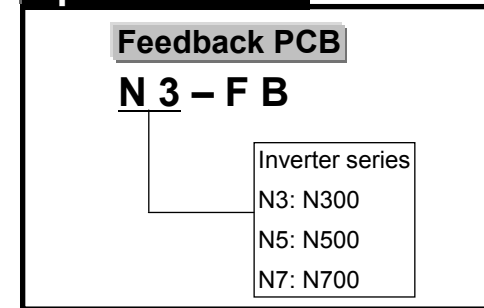 Feedback PCB
N 3 – F B
Inverter series
N3: N300
N5: N500
N7: N700